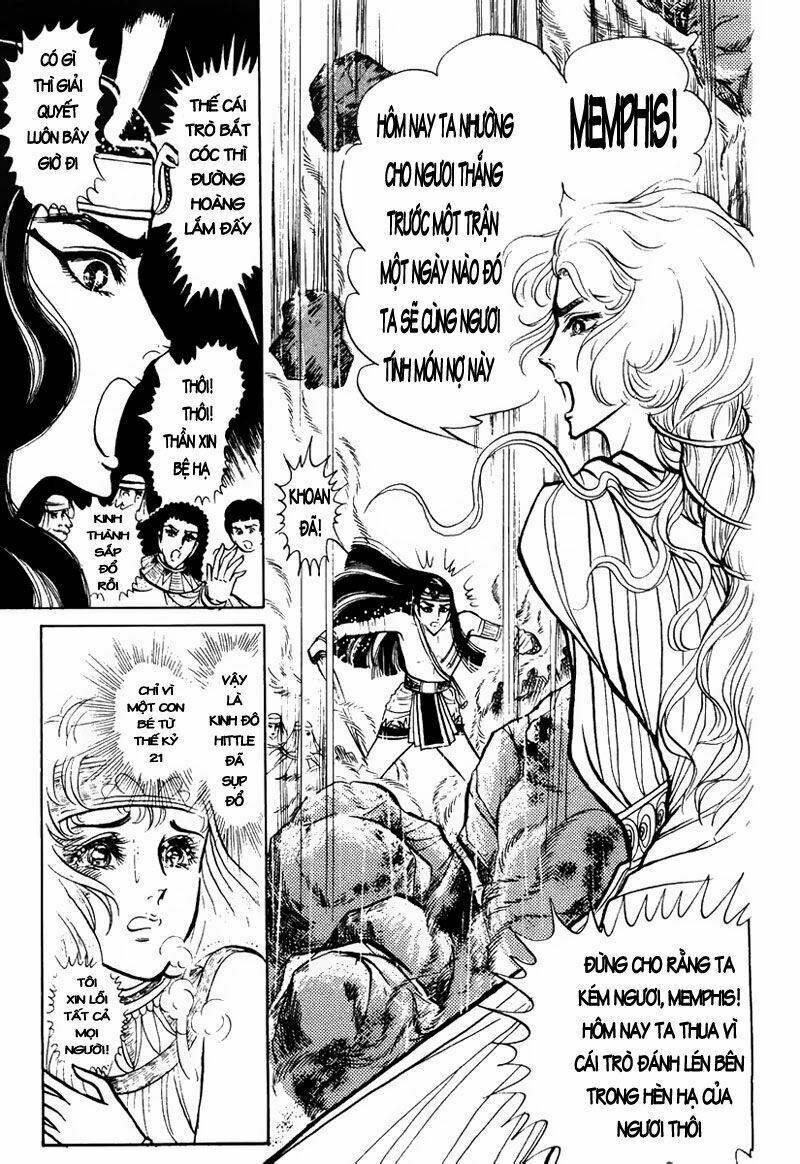 MEMPHIS!
HÔM NAY TA NHƯỜNG
CHO NGƯƠI THẮNG
TRƯỚC MỘT TRẬN
MỘT NGÀY NÀO ĐÓ
TA SẼ CÙNG NGƯƠI
TÍNH MÓN NỢ NÀY
KHOAN
ĐÃ!
ĐỪNG CHO RẰNG TA
KÉM NGƯƠI, MEMPHIS!
HÔM NAY TA THUA VÌ
CÁI TRÒ ĐÁNH LÉN BÊN
TRONG HÈN HẠ CỦA
NGƯƠI THÔI
THẾ CÁI
TRÒ BẮT
CÓC THÌ
ĐƯỜNG
HOÀNG
LẮM ĐẤY
CÓ GÌ
THÌ GIẢI
QUYẾT
LUÔN BÂY
GIỜ ĐI
THÔI!
THÔI!
THẦN XIN
BỆ HẠ
KINH
THÀNH
SẮP
ĐỔ
RỒI
VẬY
LÀ
KINH ĐÔ
HITTLE
ĐÃ
SỤP
ĐỔ
CHỈ VÌ
MỘT CON
BÉ TỪ
THẾ KỶ
21
TÔI
XIN LỖI
TẤT CẢ
MỌI
NGƯỜI!